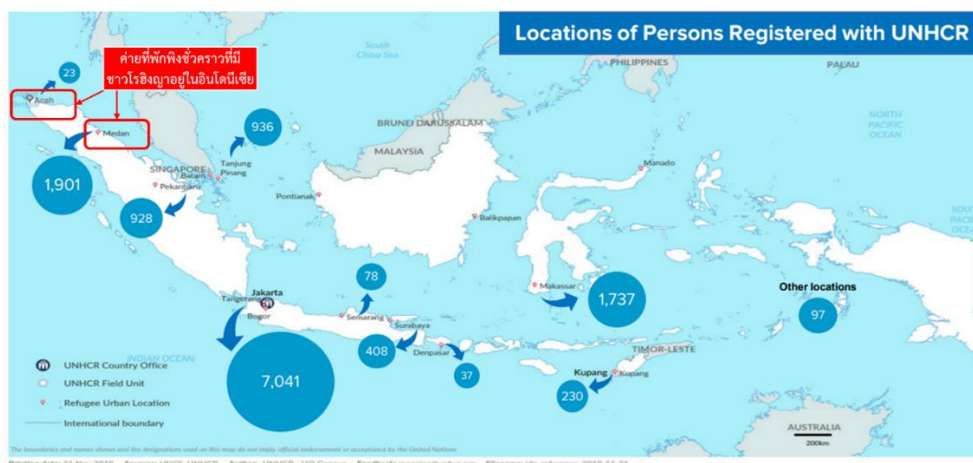 Locations of Persons Registered with UNHCR
South
China Sea
PHILIPPINES
PALAU
ค่ายที่พักพิงชั่วคราวที่มี
ชาวโรฮิงญาอยู่ในอินโดนีเซีย
23
Aceh
936
BRUNEI DARUSSALAM
NORTH
PACIFIC
OCEAN
Medan
MALAYSIA
Tanjung
Pinang
Manado
SINGAPORE
Batam
1,901
Pekanbaru
Pontianak
928
Balikpapan
78
Makassar
1,737
Other locations
97
Jakarta
Tangerang
Bogor
Semarang
Surabaya
408
Denpasar
37
TIMOR-LESTE
Kupang
Kupang
230
INDIAN OCEAN
7,041
UNHCR Country Office
UNHCR Field Unit
Refugee Urban Location
International boundary
AUSTRALIA
200km
The boundaries and names shown and the designations used on this map do not imply official endorsement or acceptance by the United Nations.